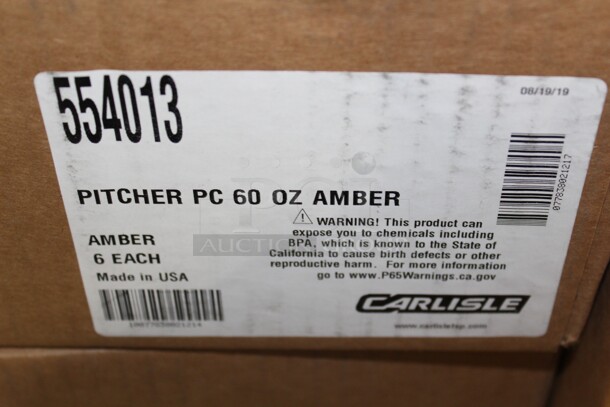 554013
08/19/19
PITCHER PC 60 OZ AMBER
077838021217
⚠ WARNING! This product can
expose you to chemicals including
BPA, which is known to the State of
California to cause birth defects or other
reproductive harm. For more information
go to www.P65Warnings.ca.gov
AMBER
6 EACH
Made in USA
CARLISLE
www.carlislefsp.com